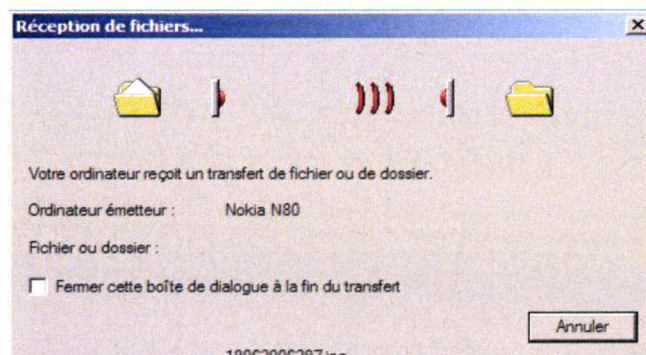 Réception de fichiers...
Votre ordinateur reçoit un transfert de fichier ou de dossier.
Ordinateur émetteur : Nokia N80
Fichier ou dossier :
Fermer cette boîte de dialogue à la fin du transfert
Annuler